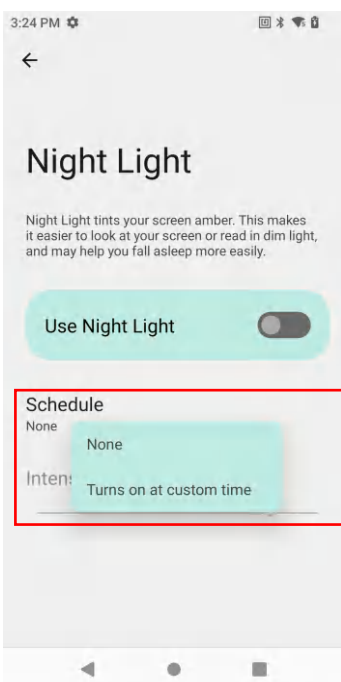 3:24 PM
Night Light
Night Light tints your screen amber. This makes
it easier to look at your screen or read in dim light,
and may help you fall asleep more easily.
Use Night Light
Schedule
None
None
Intens
Turns on at custom time